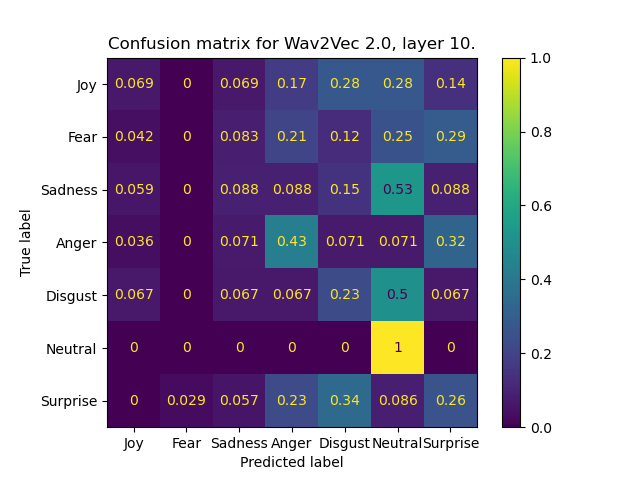 Confusion matrix for Wav2Vec 2.0, layer 10.
True label
Joy 0.069 0 0.069 0.17 0.28 0.28 0.14
Fear 0.042 0 0.083 0.21 0.12 0.25 0.29
Sadness 0.059 0 0.088 0.088 0.15 0.53 0.088
Anger 0.036 0 0.071 0.43 0.071 0.071 0.32
Disgust 0.067 0 0.067 0.067 0.23 0.5 0.067
Neutral 0 0 0 0 0 1 0
Surprise 0 0.029 0.057 0.23 0.34 0.086 0.26
Joy Fear Sadness Anger Disgust Neutral Surprise
Predicted label
1.0
0.8
0.6
0.4
0.2
0.0